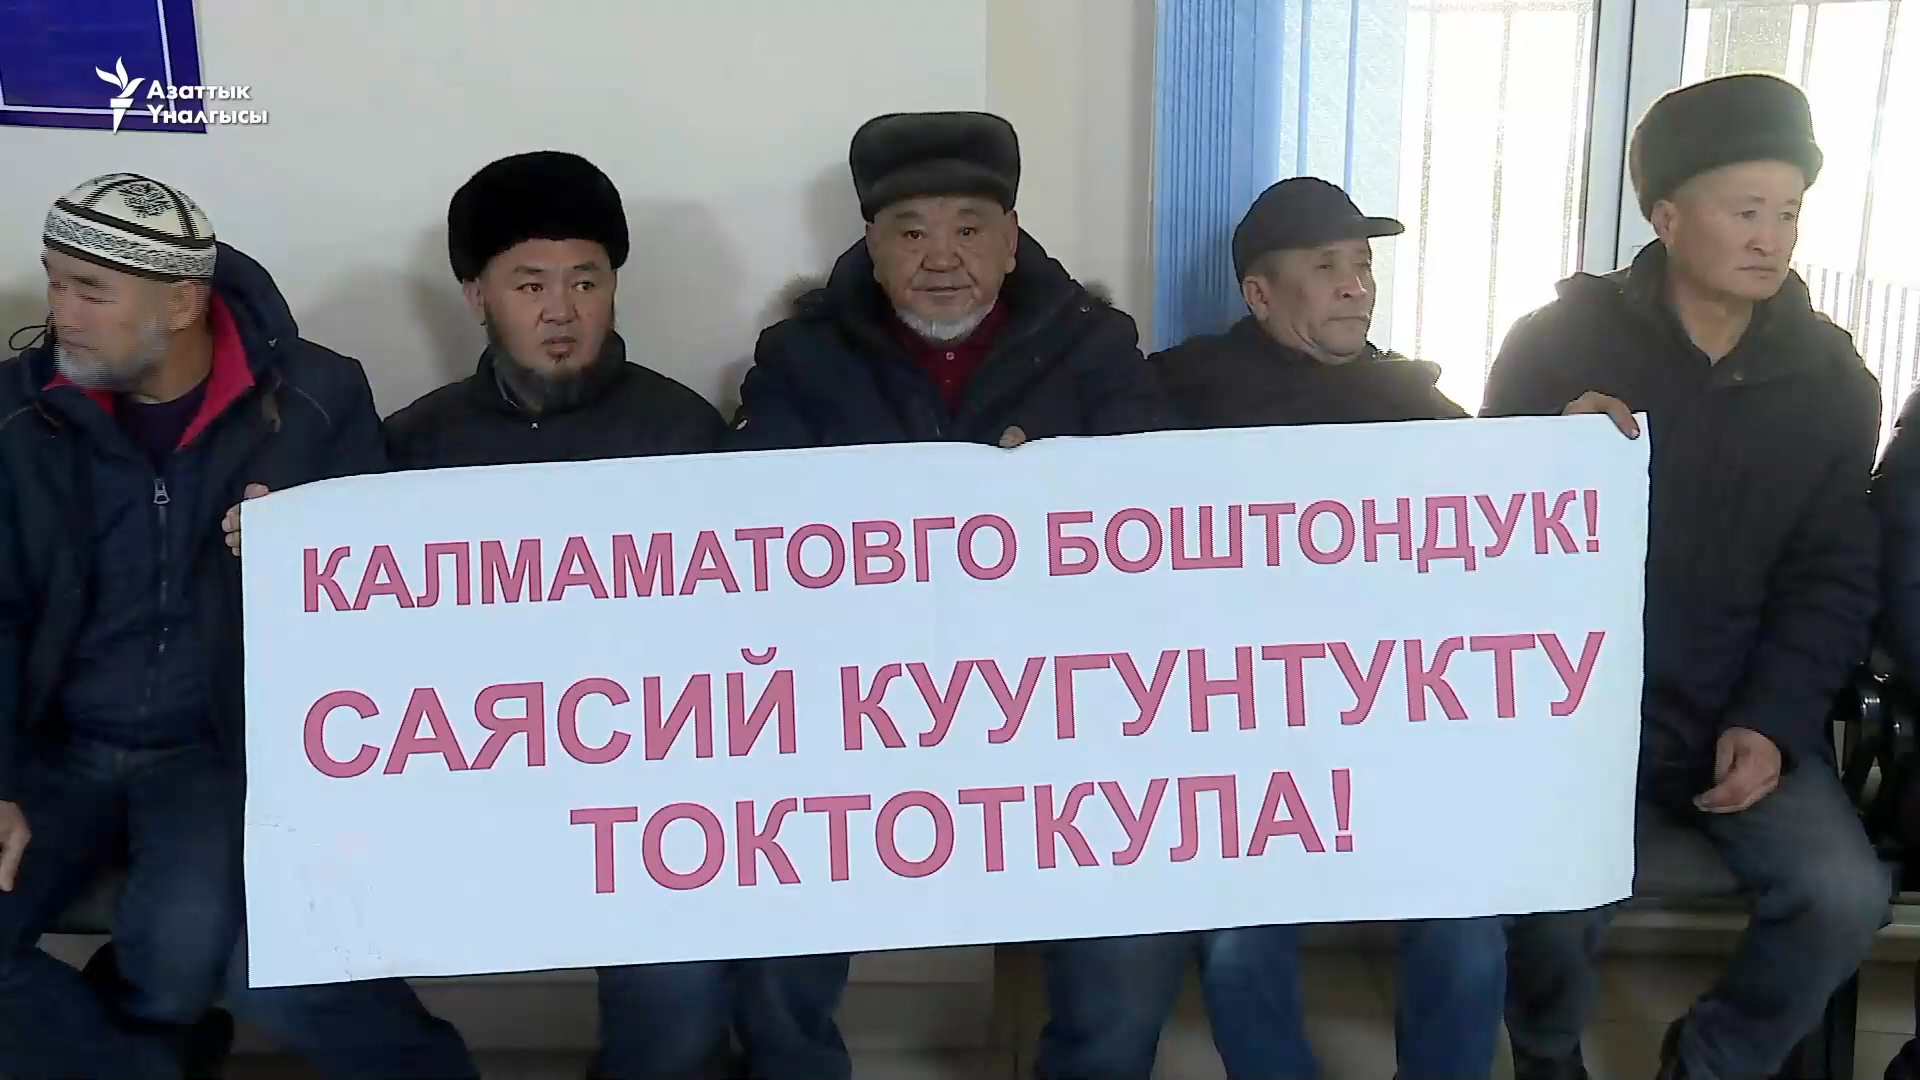 Азаттык
Үналгысы
КАЛМАМАТОВГО БОШТОНДУК!
САЯСИЙ КУУГУНТУКТУ
ТОКТОТКУЛА!